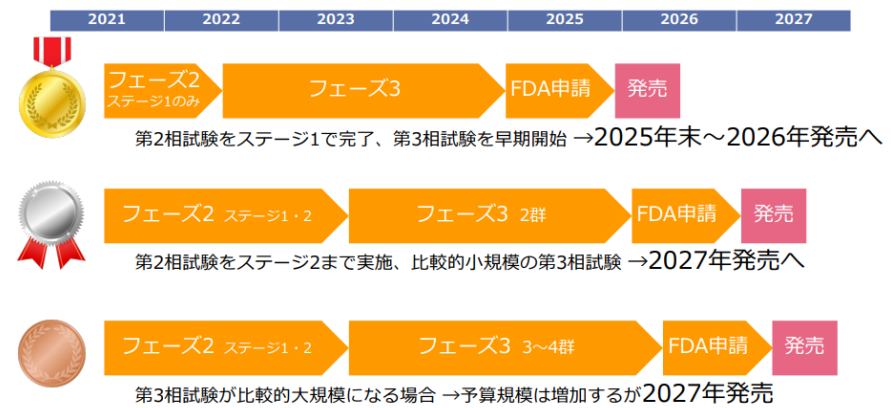 2021 2022 2023 2024 2025 2026 2027
フェーズ2 フェーズ3 FDA申請 発売
ステージ1のみ
第2相試験をステージ1で完了、第3相試験を早期開始 →2025年末～2026年発売へ
フェーズ2 ステージ1・2 フェーズ3 2群 FDA申請 発売
第2相試験をステージ2まで実施、比較的小規模の第3相試験 →2027年発売へ
フェーズ2 ステージ1・2 フェーズ3 3～4群 FDA申請 発売
第3相試験が比較的大規模になる場合 →予算規模は増加するが2027年発売